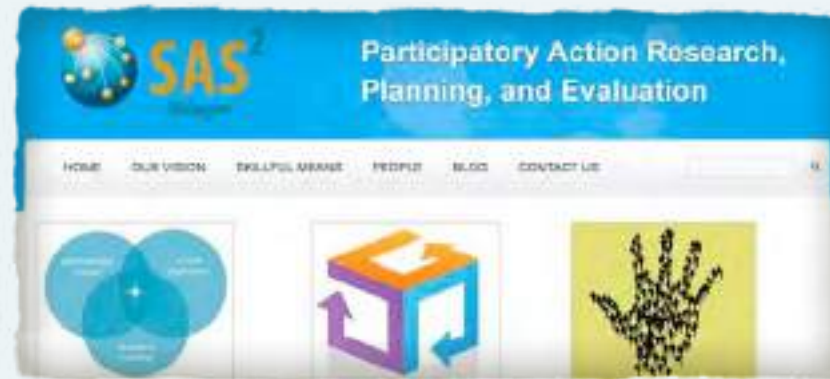 SAS²
Participatory Action Research,
Planning, and Evaluation
HOME OUR VISION SKILLFUL MEANS PEOPLE BLOG CONTACT US